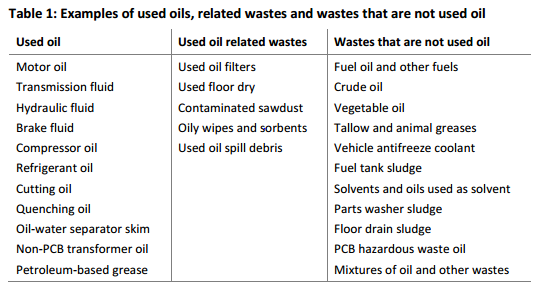 Table 1: Examples of used oils, related wastes and wastes that are not used oil
Used oil Used oil related wastes Wastes that are not used oil
Motor oil Used oil filters Fuel oil and other fuels
Transmission fluid Used floor dry Crude oil
Hydraulic fluid Contaminated sawdust Vegetable oil
Brake fluid Oily wipes and sorbents Tallow and animal greases
Compressor oil Used oil spill debris Vehicle antifreeze coolant
Refrigerant oil Fuel tank sludge
Cutting oil Solvents and oils used as solvent
Quenching oil Parts washer sludge
Oil-water separator skim Floor drain sludge
Non-PCB transformer oil PCB hazardous waste oil
Petroleum-based grease Mixtures of oil and other wastes